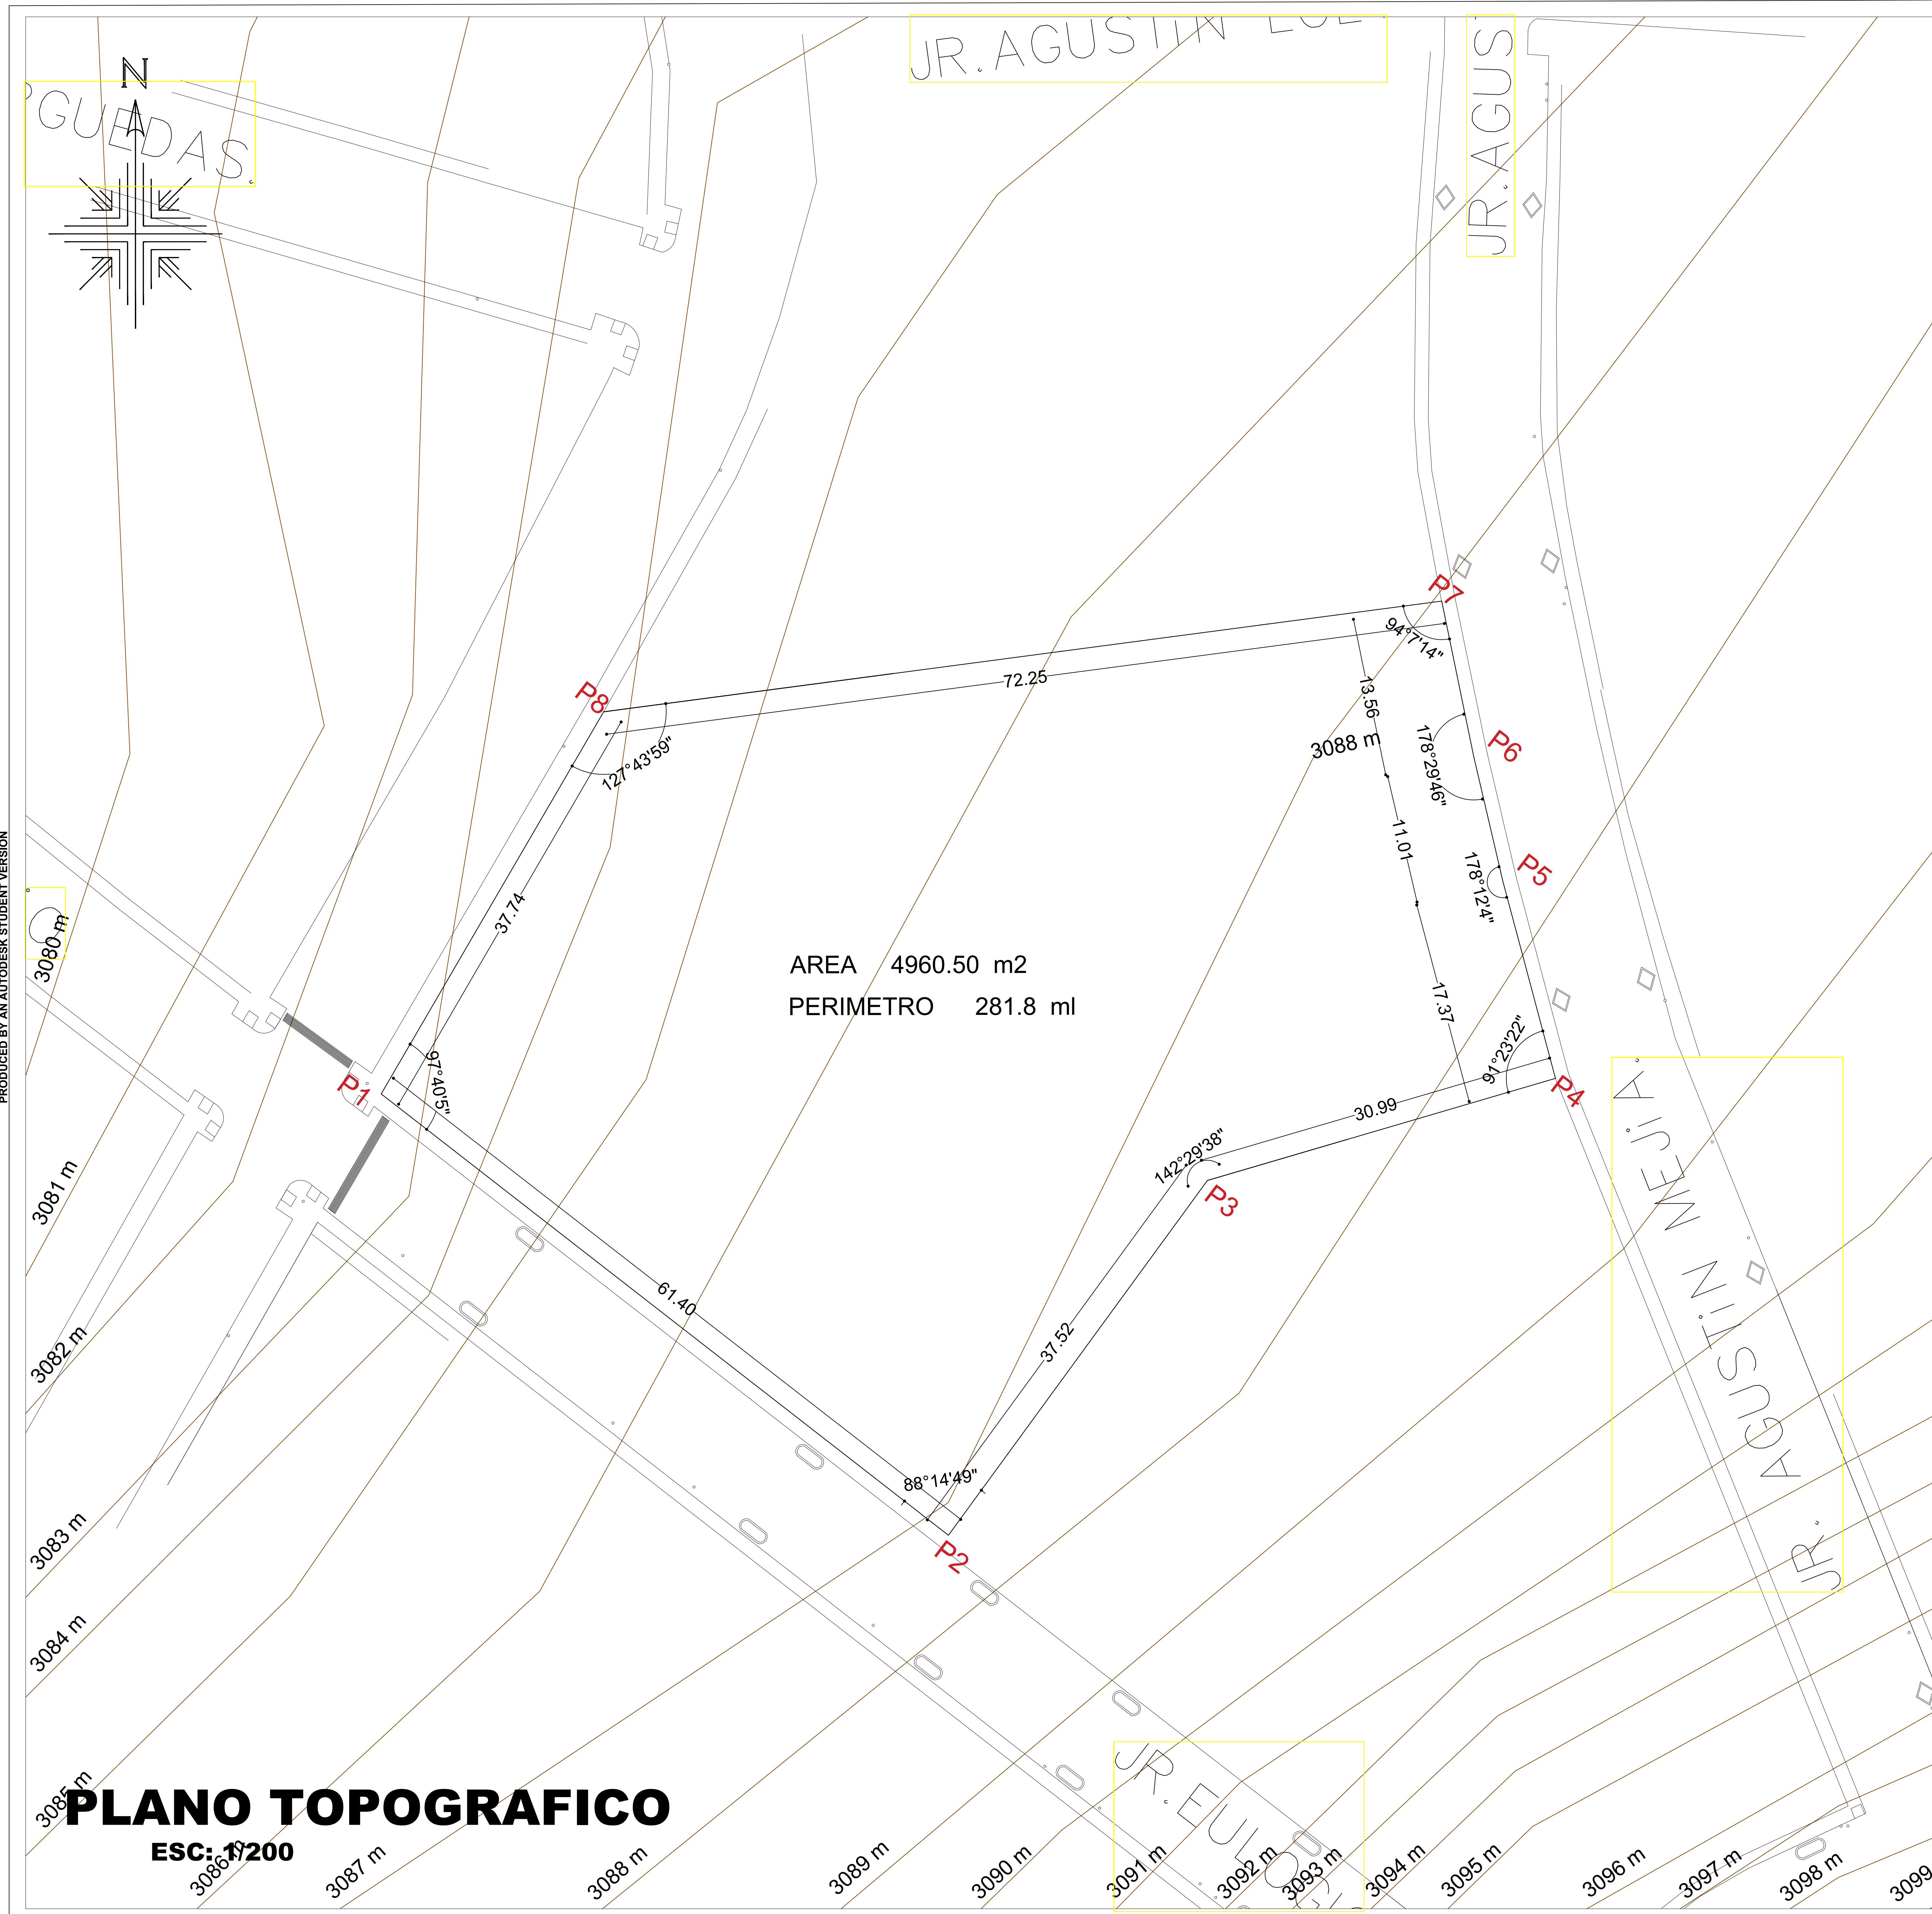 JR. AGUSTIN
JR. AGUS
N
GUEDAS.
P7
94°7'14"
P8
72.25
13.56
P6
3088 m
178°29'46"
127°43'59"
11.01
P5
178°12'4"
37.74
3080 m
PRODUCED BY AN AUTODESK STUDENT VERSION
AREA 4960.50 m2
PERIMETRO 281.8 ml
17.37
91°23'22"
97°40'5"
P1
P4
30.99
142°29'38"
P3
3081 m
JR. AGUSTIN MEJIA.
61.40
37.52
3082 m
88°14'49"
P2
3083 m
3084 m
3085 m
PLANO TOPOGRAFICO
ESC: 1/200
JR. EULOG
3086 m
3087 m
3088 m
3089 m
3090 m
3091 m
3092 m
3093 m
3094 m
3095 m
3096 m
3097 m
3098 m
3099